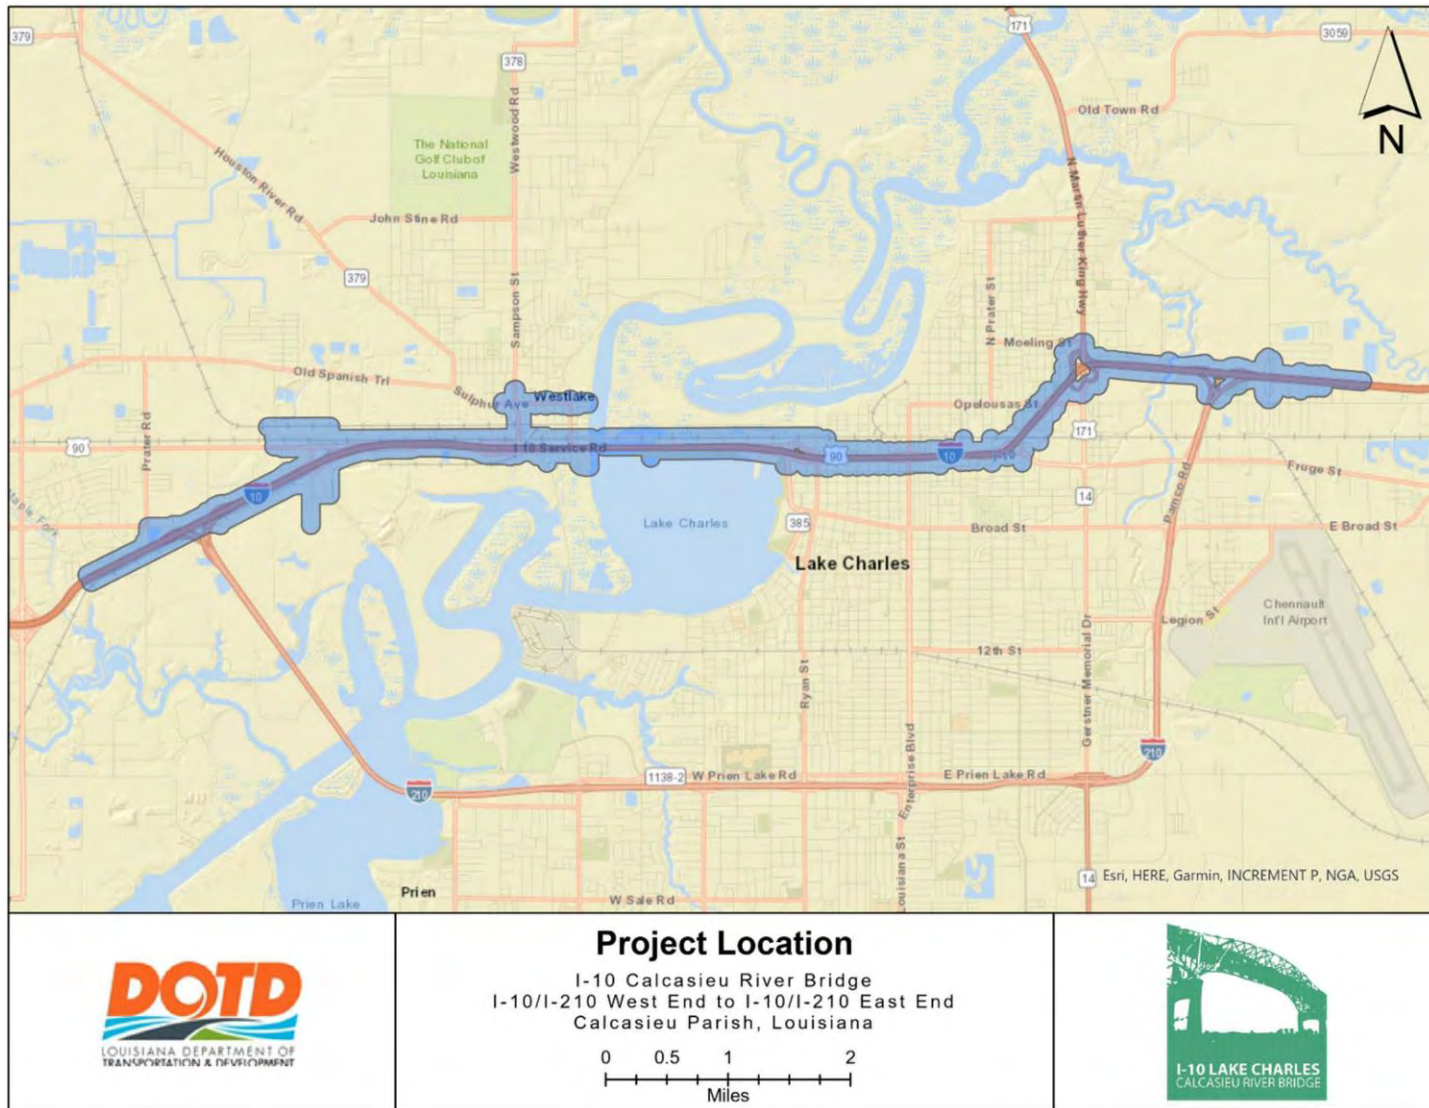 379
378
171
3059
Old Town Rd
N
The National
Golf Club of
Louisiana
Westwood Rd
Houston River Rd
John Stine Rd
N Martin Luther King Hwy
379
Sampson St
N Prater St
Moeling St
Old Spanish Trl
Sulphur Ave
Westlake
Opelousas St
Prater Rd
90
I 10 Service Rd
90
10
I-10
171
Fruge St
10
14
Pamco Rd
Maple Fork
Lake Charles
385
Broad St
E Broad St
Lake Charles
Chennault
Int'l Airport
Legion St
12th St
Ryan St
Gerstner Memorial Dr
Enterprise Blvd
210
1138-2
W Prien Lake Rd
E Prien Lake Rd
210
Louisiana St
14
Esri, HERE, Garmin, INCREMENT P, NGA, USGS
Prien
Prien Lake
W Sale Rd
DOTD
LOUISIANA DEPARTMENT OF
TRANSPORTATION & DEVELOPMENT
Project Location
I-10 Calcasieu River Bridge
I-10/I-210 West End to I-10/I-210 East End
Calcasieu Parish, Louisiana
0 0.5 1 2
Miles
I-10 LAKE CHARLES
CALCASIEU RIVER BRIDGE